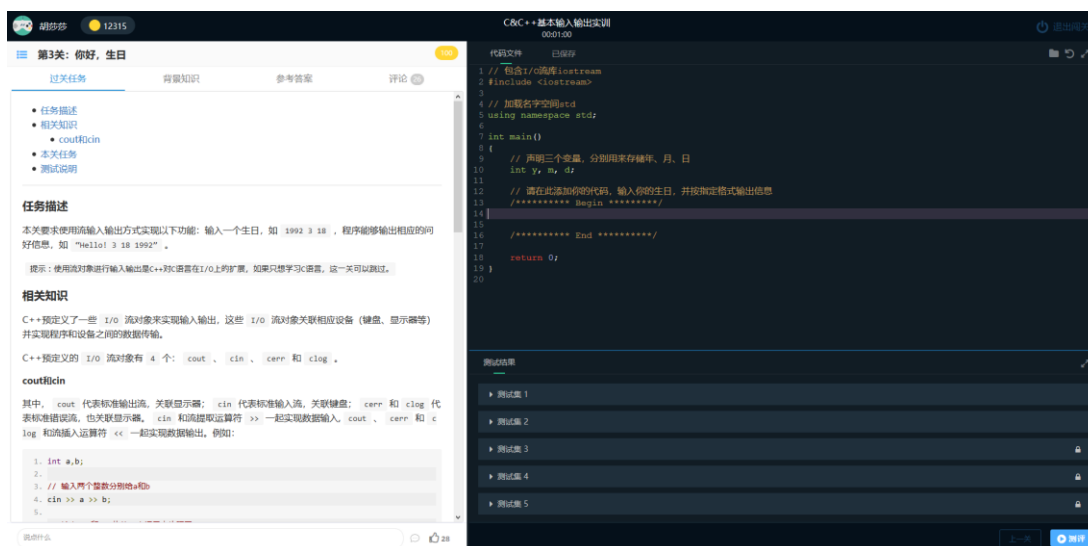 胡莎莎 12315 C&C++基本输入输出实训
00:01:00
退出闯关
第3关：你好，生日 100
过关任务 背景知识 参考答案 评论 28
任务描述
相关知识
cout和cin
本关任务
测试说明
任务描述
本关要求使用流输入输出方式实现以下功能：输入一个生日，如 1992 3 18 ，程序能够输出相应的问
好信息，如 “Hello! 3 18 1992” 。
提示：使用流对象进行输入输出是C++对C语言在I/O上的扩展，如果只想学习C语言，这一关可以跳过。
相关知识
C++预定义了一些 I/O 流对象来实现输入输出，这些 I/O 流对象关联相应设备（键盘、显示器等）
并实现程序和设备之间的数据传输。
C++预定义的 I/O 流对象有 4 个： cout 、 cin 、 cerr 和 clog 。
cout和cin
其中， cout 代表标准输出流，关联显示器； cin 代表标准输入流，关联键盘； cerr 和 clog 代
表标准错误流，也关联显示器。 cin 和流提取运算符 >> 一起实现数据输入。cout 、 cerr 和 c
log 和流插入运算符 << 一起实现数据输出。例如：
1. int a,b;
2.
3. // 输入两个整数分别给a和b
4. cin >> a >> b;
5.
说点什么 28
代码文件 已保存
1 // 包含I/O流库iostream
2 #include <iostream>
3
4 // 加载名字空间std
5 using namespace std;
6
7 int main()
8 {
9 // 声明三个变量，分别用来存储年、月、日
10 int y, m, d;
11
12 // 请在此添加你的代码，输入你的生日，并按指定格式输出信息
13 /********** Begin *********/
14
15
16 /********** End **********/
17
18 return 0;
19 }
20
测试结果
测试集 1
测试集 2
测试集 3
测试集 4
测试集 5
上一关 测评